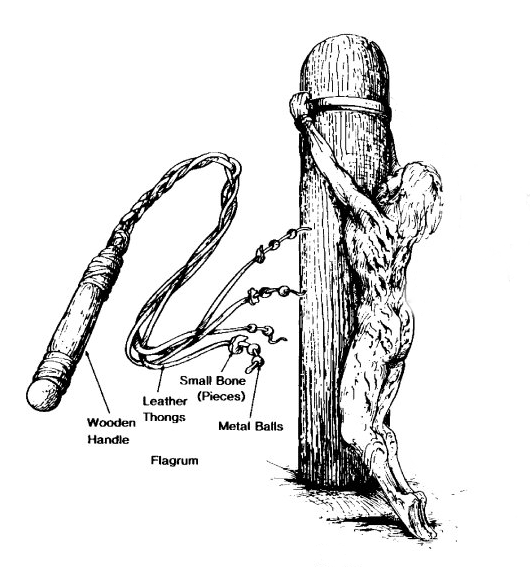 Small Bone
(Pieces)
Leather
Thongs
Wooden
Handle
Metal Balls
Flagrum